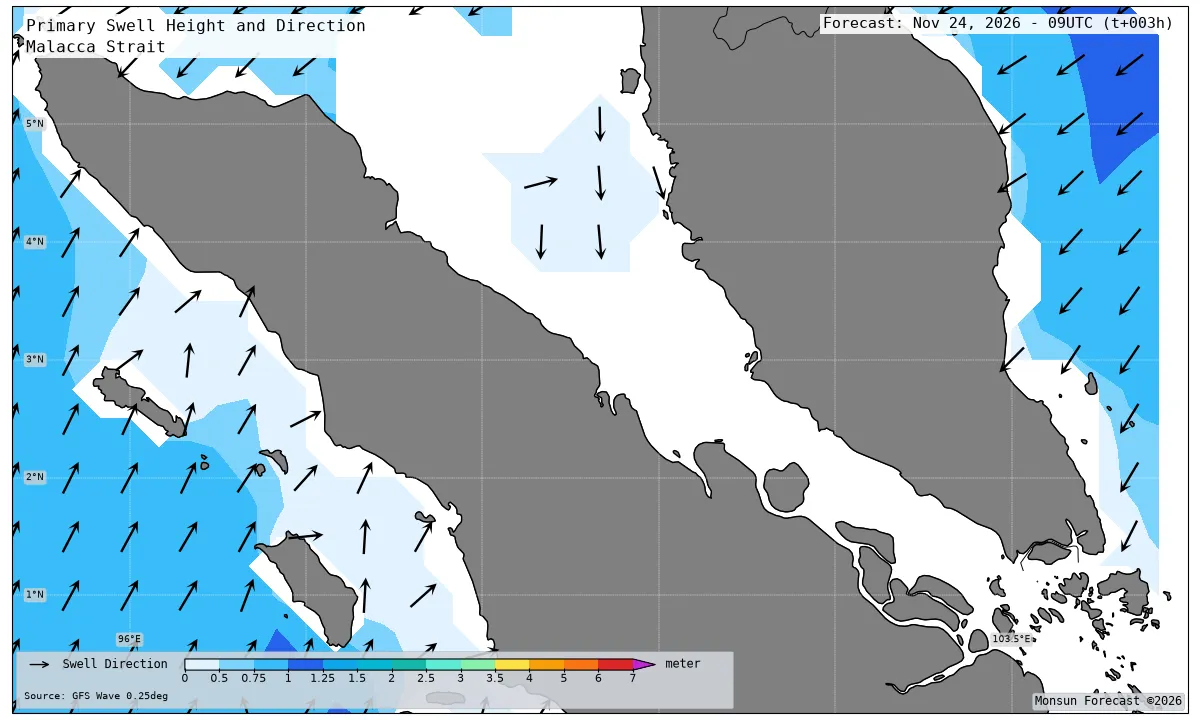 Primary Swell Height and Direction
Malacca Strait
Forecast: Nov 24, 2026 - 09UTC (t+003h)
5°N
4°N
3°N
2°N
1°N
96°E
103.5°E
Swell Direction
meter
0 0.5 0.75 1 1.25 1.5 2 2.5 3 3.5 4 5 6 7
Source: GFS Wave 0.25deg
Monsun Forecast ©2026